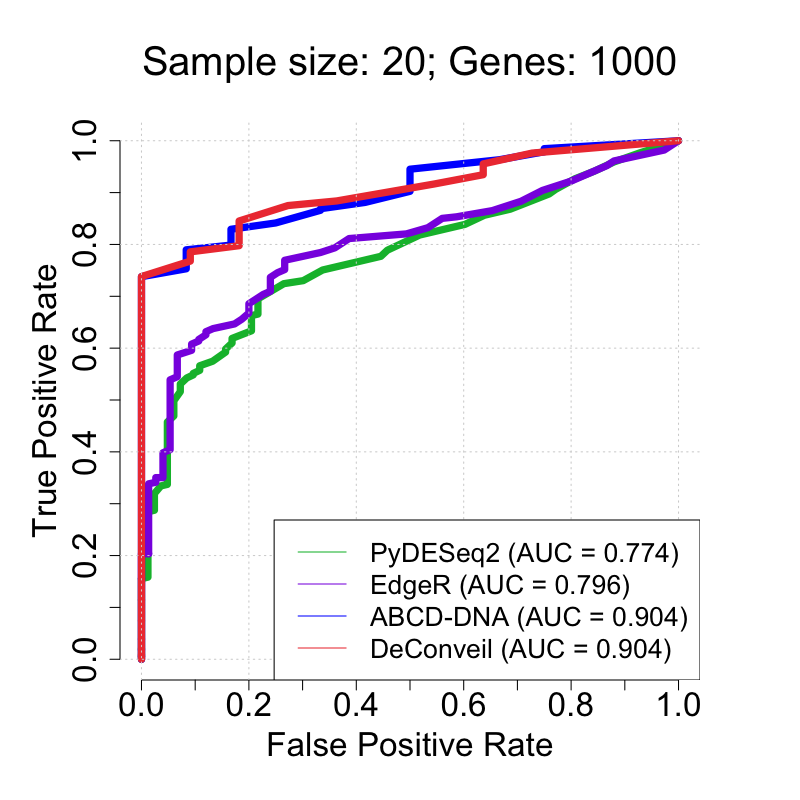 Sample size: 20; Genes: 1000
True Positive Rate
1.0
0.8
0.6
0.4
0.2
0.0
PyDESeq2 (AUC = 0.774)
EdgeR (AUC = 0.796)
ABCD-DNA (AUC = 0.904)
DeConveil (AUC = 0.904)
0.0 0.2 0.4 0.6 0.8 1.0
False Positive Rate